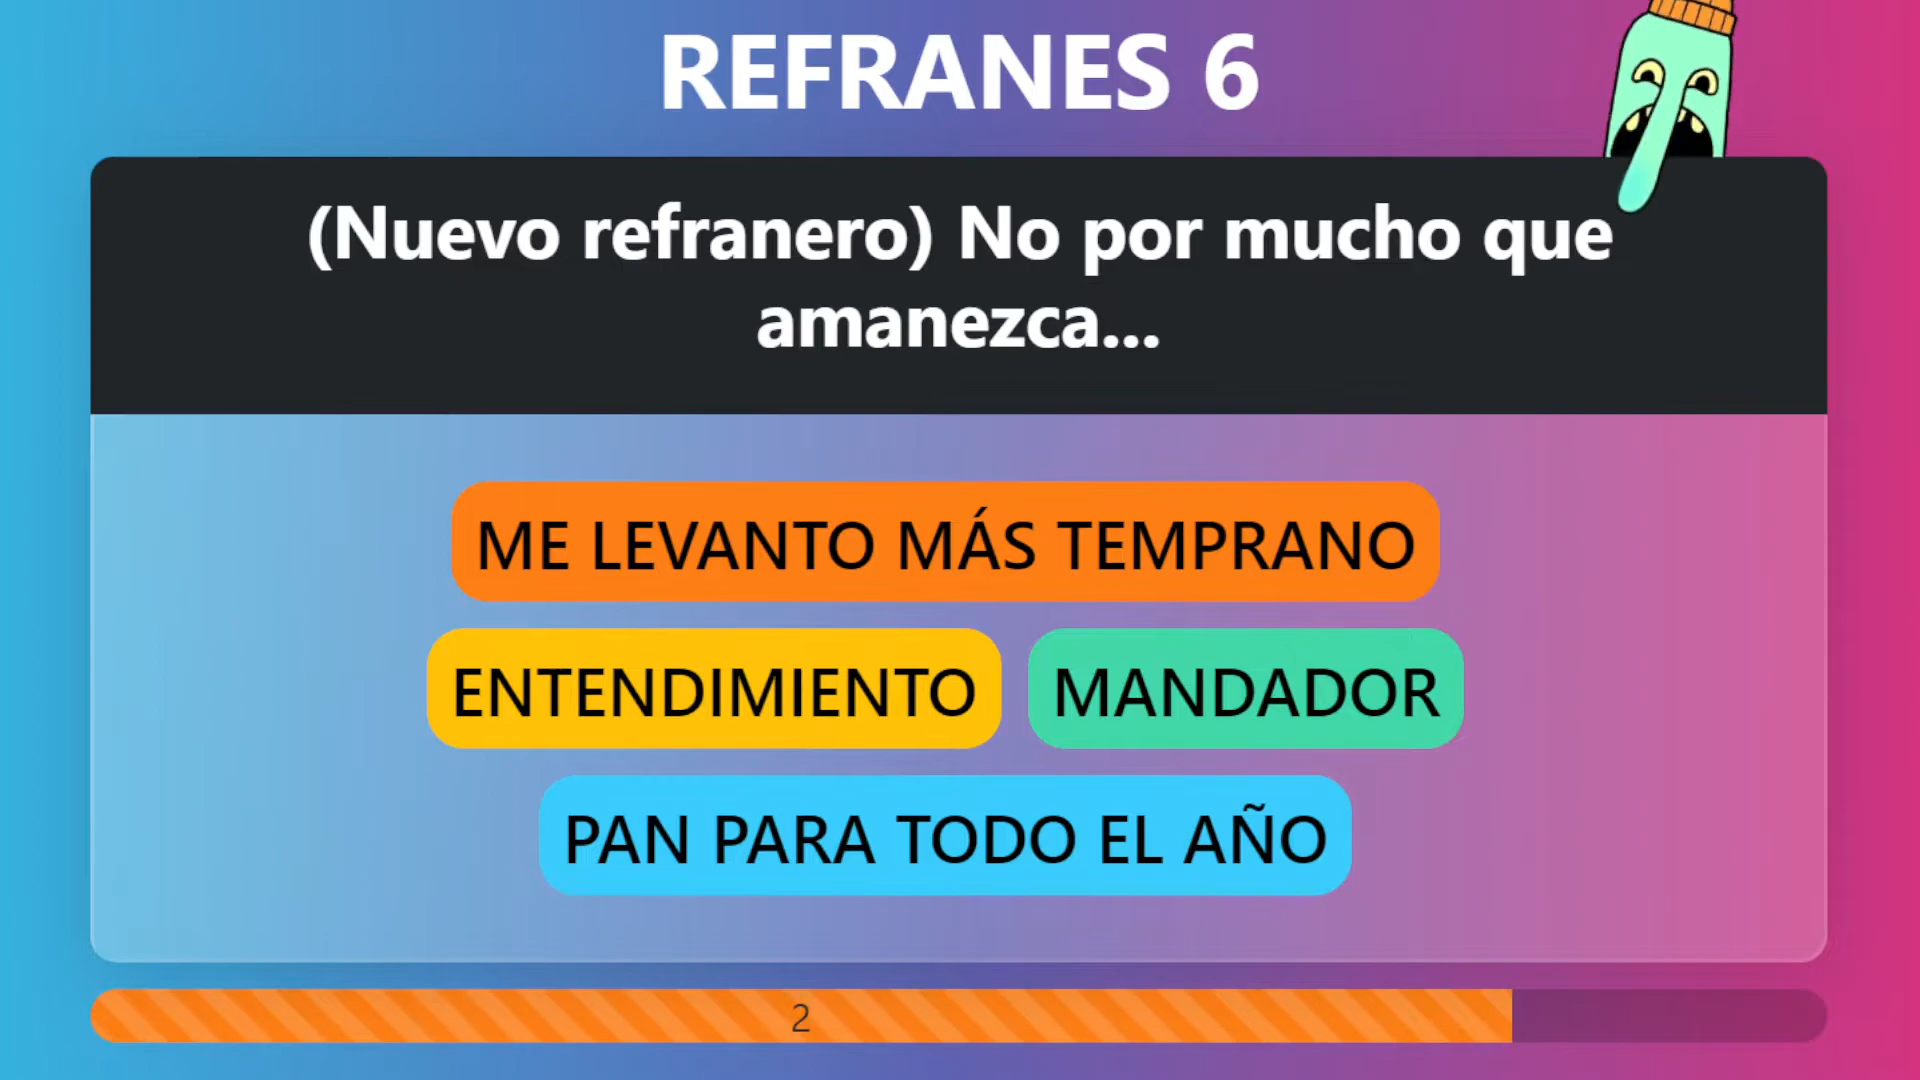 REFRANES 6
(Nuevo refranero) No por mucho que
amanezca...
ME LEVANTO MÁS TEMPRANO
ENTENDIMIENTO
MANDADOR
PAN PARA TODO EL AÑO
2